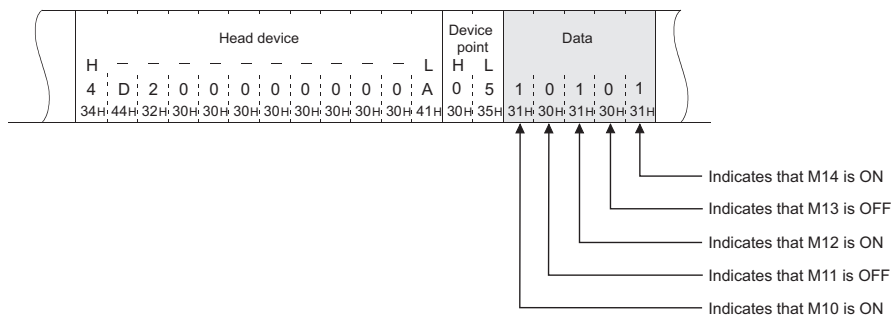 Head device
Device point
Data
H – – – – – – – – – – L H L
4 D 2 0 0 0 0 0 0 0 0 A 0 5 1 0 1 0 1
34H 44H 32H 30H 30H 30H 30H 30H 30H 30H 30H 41H 30H 35H 31H 30H 31H 30H 31H
Indicates that M14 is ON
Indicates that M13 is OFF
Indicates that M12 is ON
Indicates that M11 is OFF
Indicates that M10 is ON